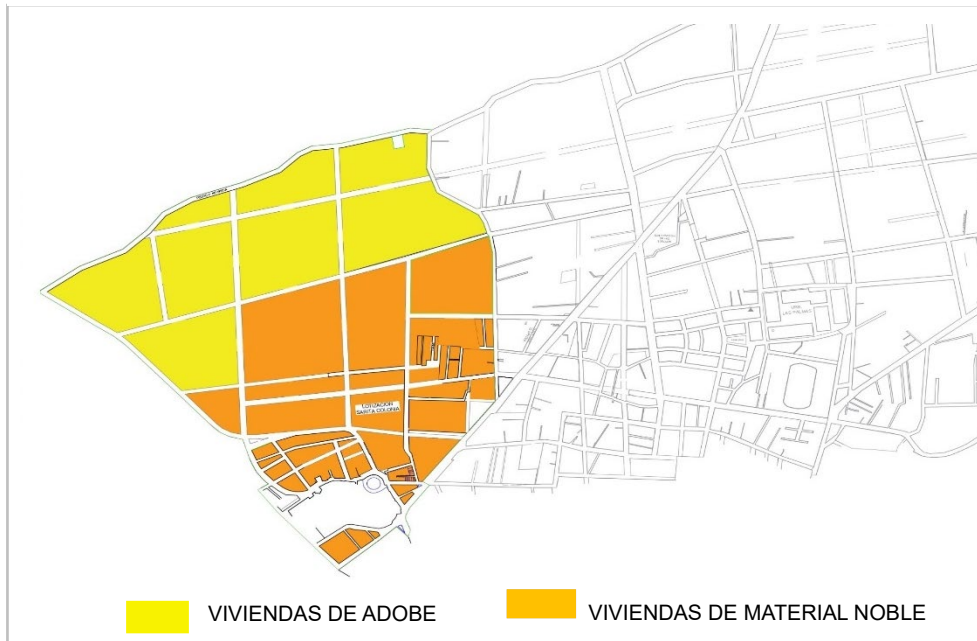 LOTIZACION
SANTA COLONIA
VIVIENDAS DE ADOBE
VIVIENDAS DE MATERIAL NOBLE